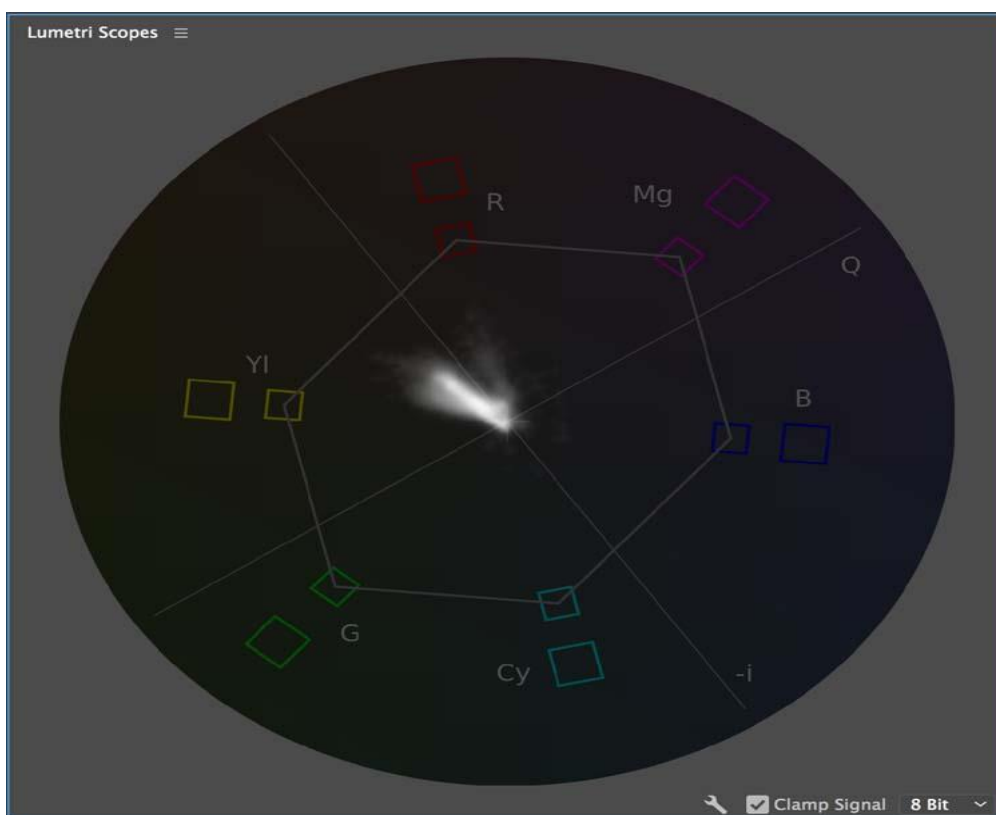 Lumetri Scopes
R
Mg
Q
Yl
B
G
Cy
-i
Clamp Signal
8 Bit